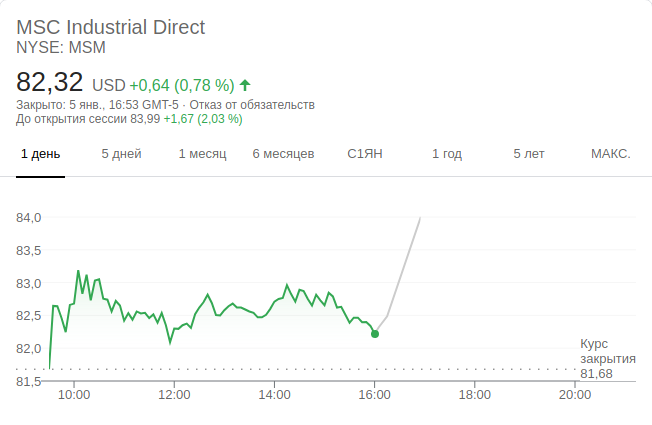 MSC Industrial Direct
NYSE: MSM
82,32 USD +0,64 (0,78 %)
Закрыто: 5 янв., 16:53 GMT-5 · Отказ от обязательств
До открытия сессии 83,99 +1,67 (2,03 %)
1 день 5 дней 1 месяц 6 месяцев С1ЯН 1 год 5 лет МАКС.
84,0
83,5
83,0
82,5
82,0
81,5
Курс
закрытия
81,68
10:00 12:00 14:00 16:00 18:00 20:00